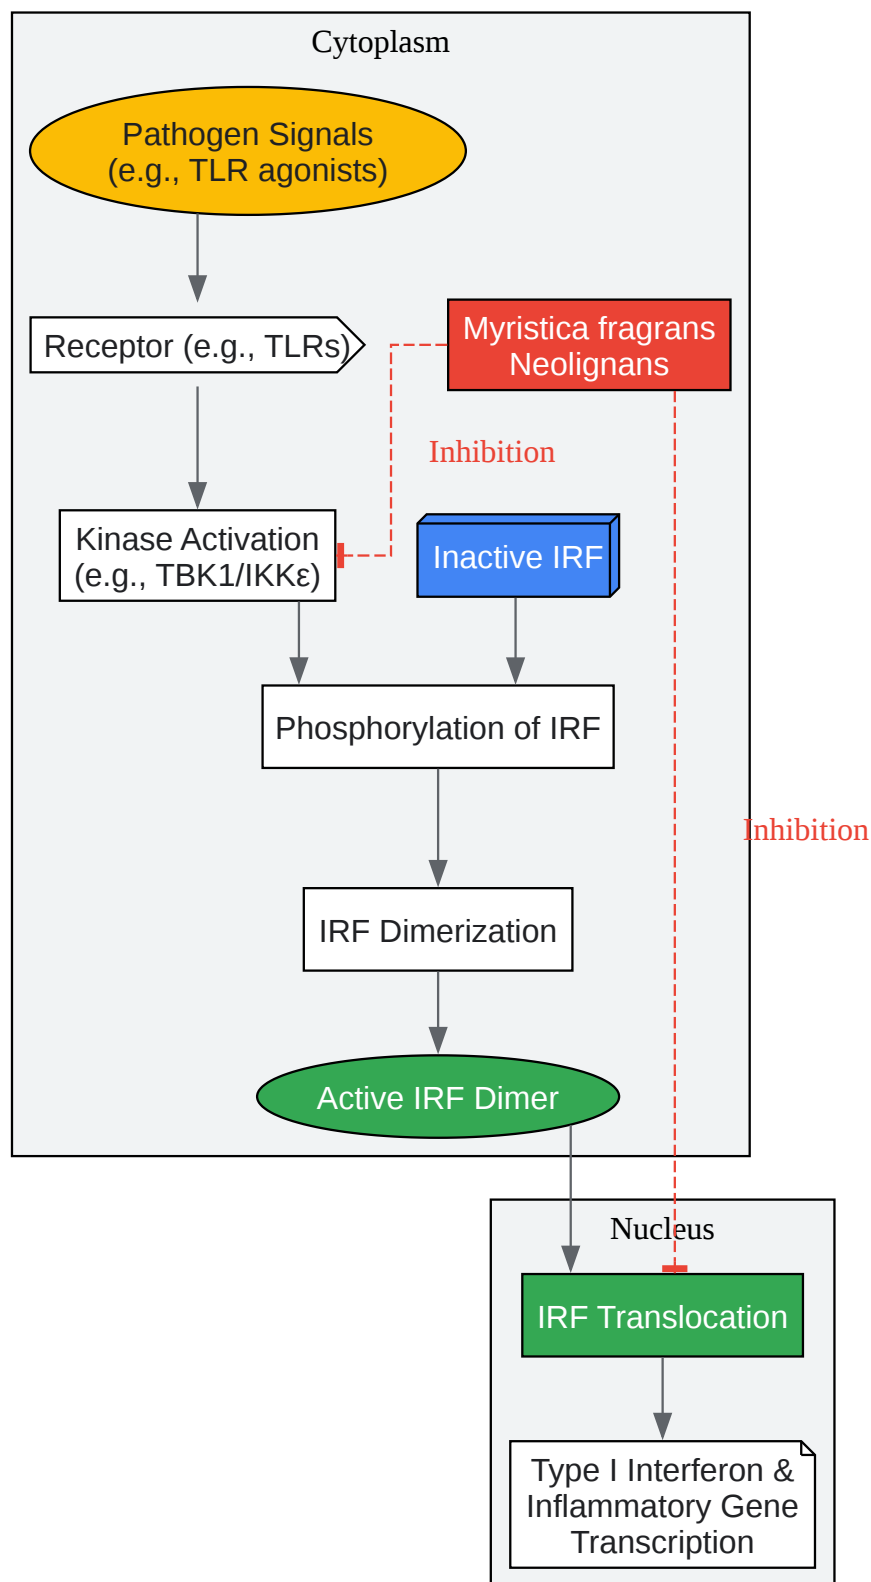 Cytoplasm
Pathogen Signals
(e.g., TLR agonists)
Receptor (e.g., TLRs)
Myristica fragrans
Neolignans
Inhibition
Kinase Activation
(e.g., TBK1/IKKε)
Inactive IRF
Phosphorylation of IRF
Inhibition
IRF Dimerization
Active IRF Dimer
Nucleus
IRF Translocation
Type I Interferon &
Inflammatory Gene
Transcription